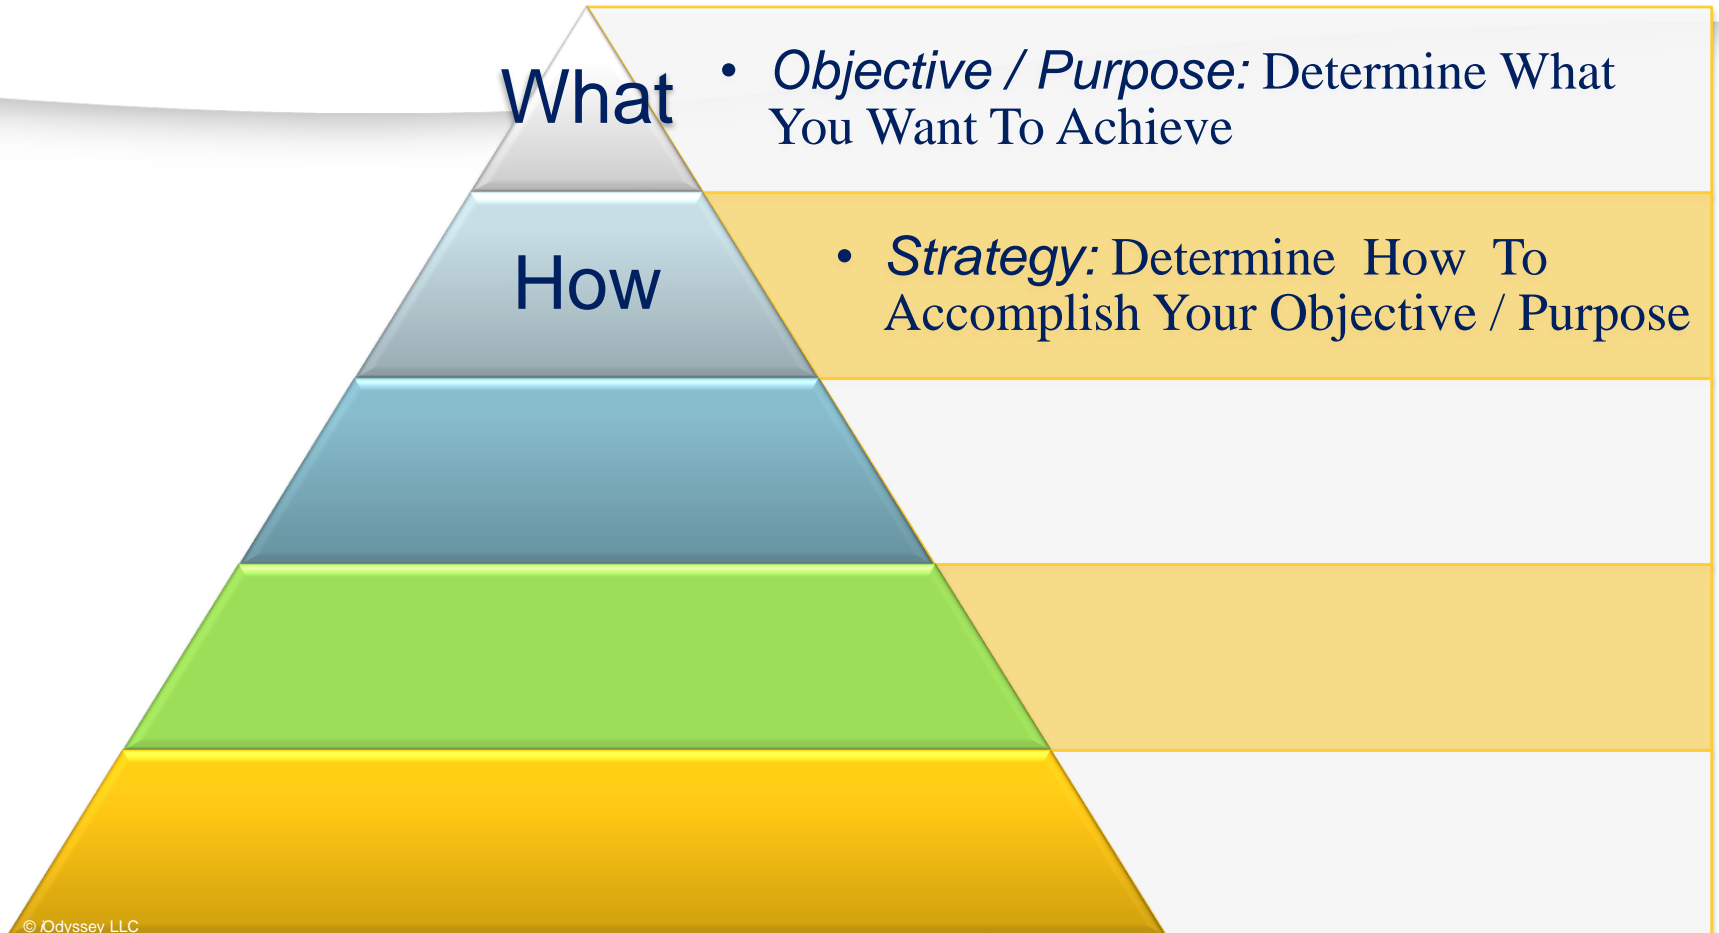 What
• Objective / Purpose: Determine What
You Want To Achieve
How
• Strategy: Determine How To
Accomplish Your Objective / Purpose
© iOdyssey LLC